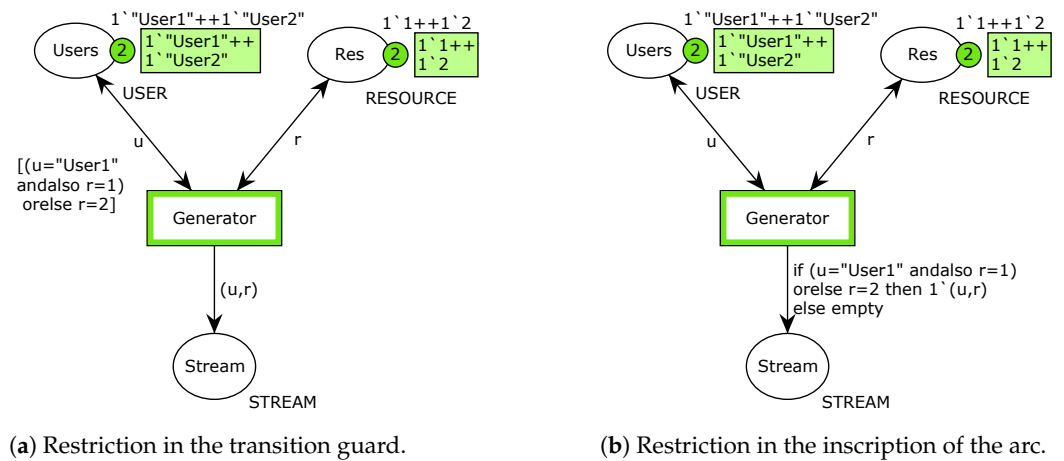 1`"User1"++1`"User2"
Users
2
1`"User1"++
1`"User2"
USER
1`1++1`2
Res
2
1`1++
1`2
RESOURCE
u
r
[(u="User1"
andalso r=1)
orelse r=2]
Generator
(u,r)
Stream
STREAM
(a) Restriction in the transition guard.
1`"User1"++1`"User2"
Users
2
1`"User1"++
1`"User2"
USER
1`1++1`2
Res
2
1`1++
1`2
RESOURCE
u
r
Generator
if (u="User1" andalso r=1)
orelse r=2 then 1`(u,r)
else empty
Stream
STREAM
(b) Restriction in the inscription of the arc.